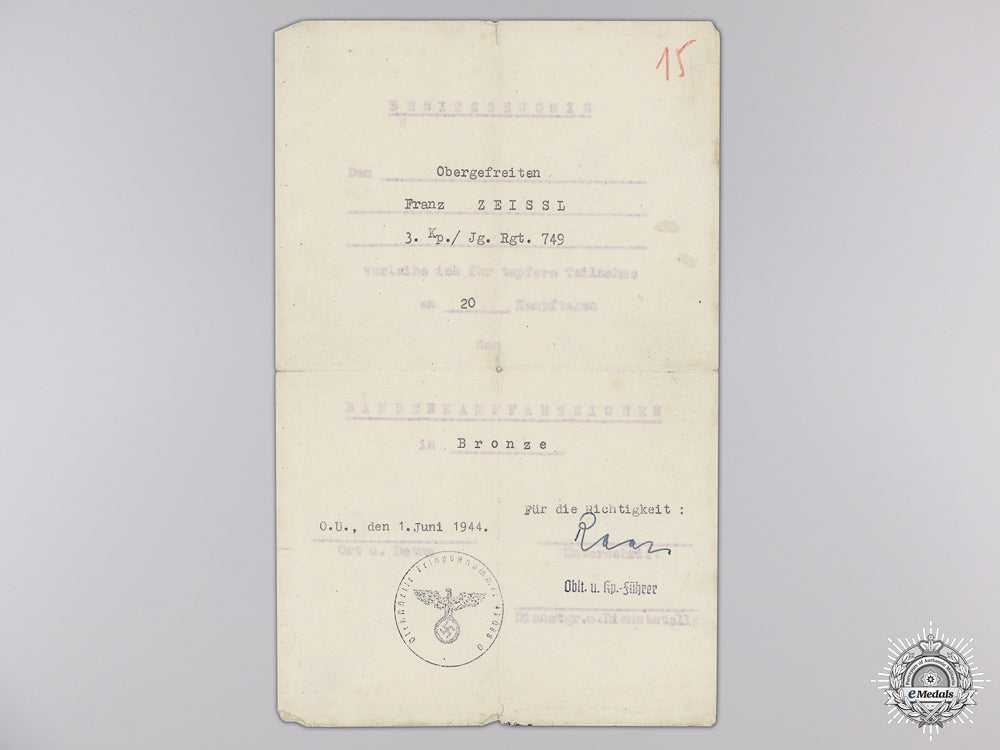 15
BESITZZEUGNIS
Dem Obergefreiten
Franz ZEISSL
3. Kp./ Jg. Rgt. 749
verleihe ich für tapfere Teilnahme
an 20 Kampftagen
das
BANDENKAMPFABZEICHEN
in Bronze
Für die Richtigkeit :
O.U., den 1.Juni 1944.
Ort u. Datum
Unterschrift
Oblt. u. Kp.-Führer
Dienstgr.u.Dienststellg
Feldpostnummer
eMedals